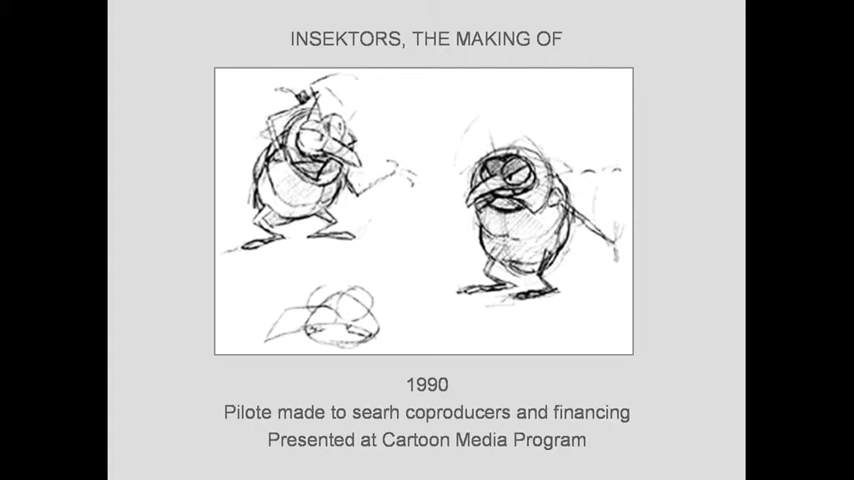 INSEKTORS, THE MAKING OF
1990
Pilote made to searh coproducers and financing
Presented at Cartoon Media Program